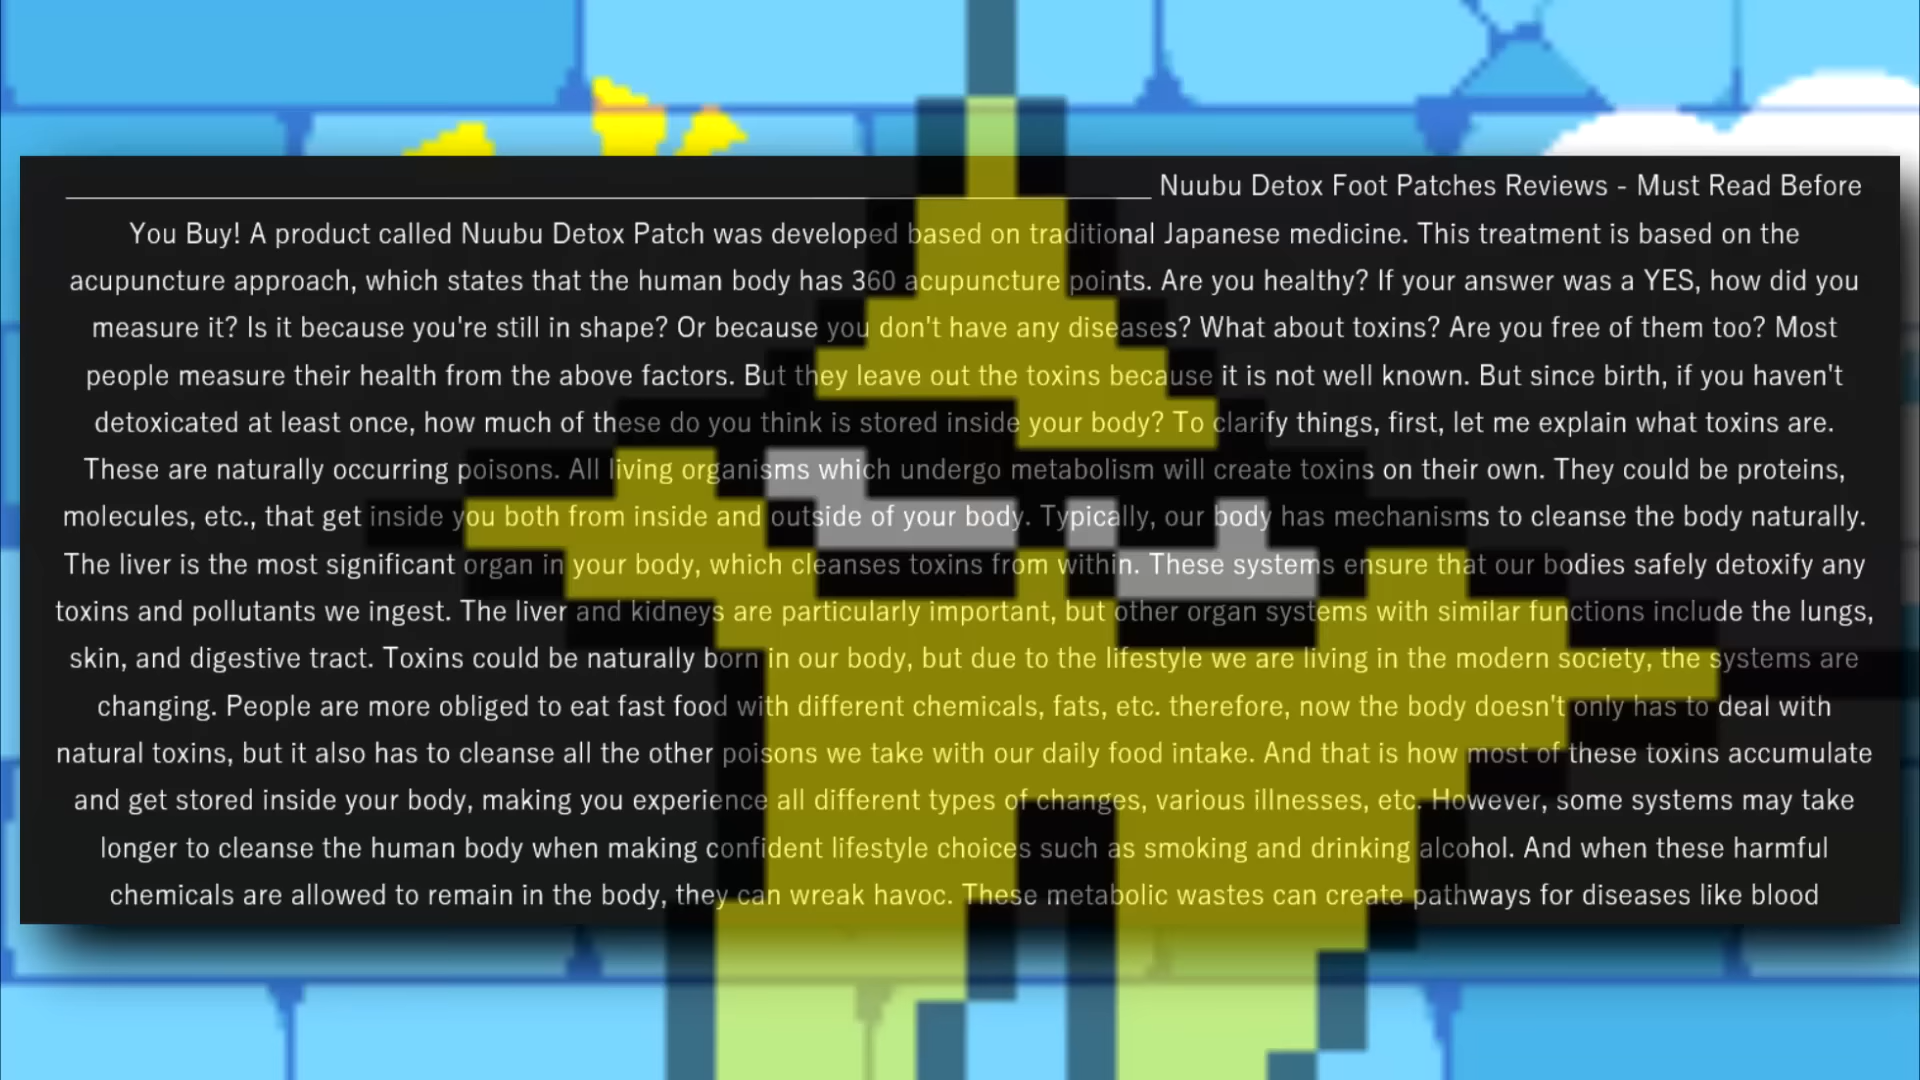 Nuubu Detox Foot Patches Reviews - Must Read Before
You Buy! A product called Nuubu Detox Patch was developed based on traditional Japanese medicine. This treatment is based on the
acupuncture approach, which states that the human body has 360 acupuncture points. Are you healthy? If your answer was a YES, how did you
measure it? Is it because you're still in shape? Or because you don't have any diseases? What about toxins? Are you free of them too? Most
people measure their health from the above factors. But they leave out the toxins because it is not well known. But since birth, if you haven't
detoxicated at least once, how much of these do you think is stored inside your body? To clarify things, first, let me explain what toxins are.
These are naturally occurring poisons. All living organisms which undergo metabolism will create toxins on their own. They could be proteins,
molecules, etc., that get inside you both from inside and outside of your body. Typically, our body has mechanisms to cleanse the body naturally.
The liver is the most significant organ in your body, which cleanses toxins from within. These systems ensure that our bodies safely detoxify any
toxins and pollutants we ingest. The liver and kidneys are particularly important, but other organ systems with similar functions include the lungs,
skin, and digestive tract. Toxins could be naturally born in our body, but due to the lifestyle we are living in the modern society, the systems are
changing. People are more obliged to eat fast food with different chemicals, fats, etc. therefore, now the body doesn't only has to deal with
natural toxins, but it also has to cleanse all the other poisons we take with our daily food intake. And that is how most of these toxins accumulate
and get stored inside your body, making you experience all different types of changes, various illnesses, etc. However, some systems may take
longer to cleanse the human body when making confident lifestyle choices such as smoking and drinking alcohol. And when these harmful
chemicals are allowed to remain in the body, they can wreak havoc. These metabolic wastes can create pathways for diseases like blood